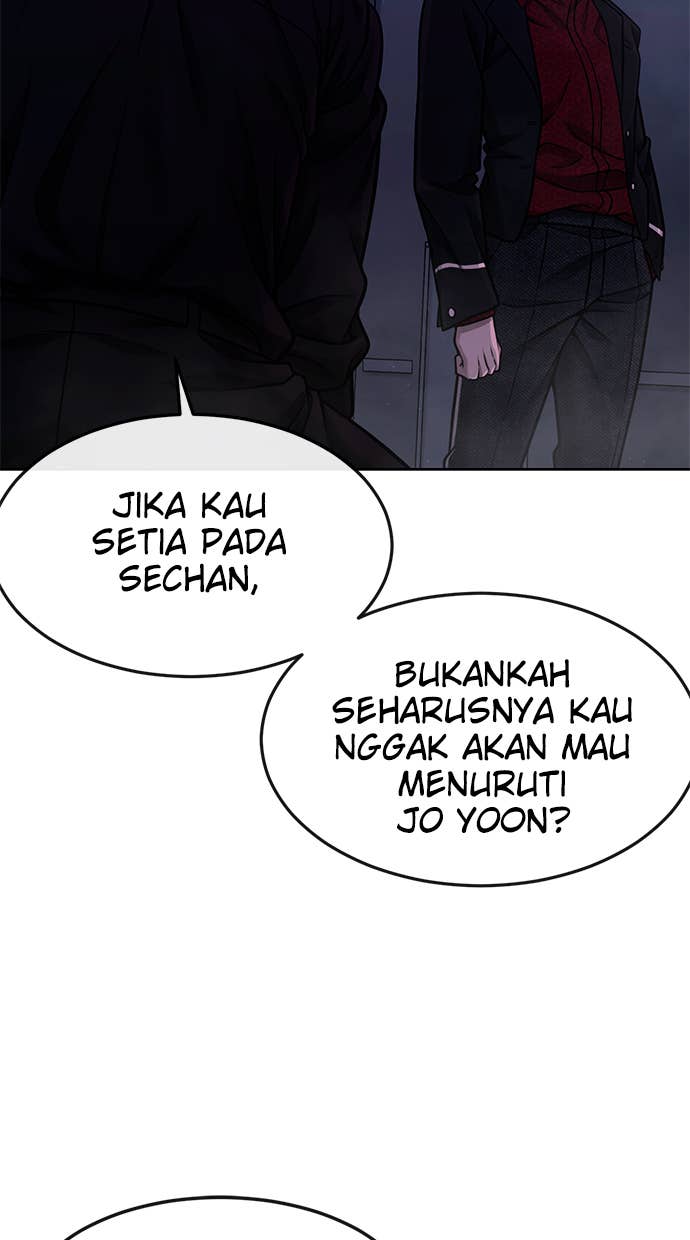 JIKA KAU
SETIA PADA
SECHAN,
BUKANKAH
SEHARUSNYA KAU
NGGAK AKAN MAU
MENURUTI
JO YOON?